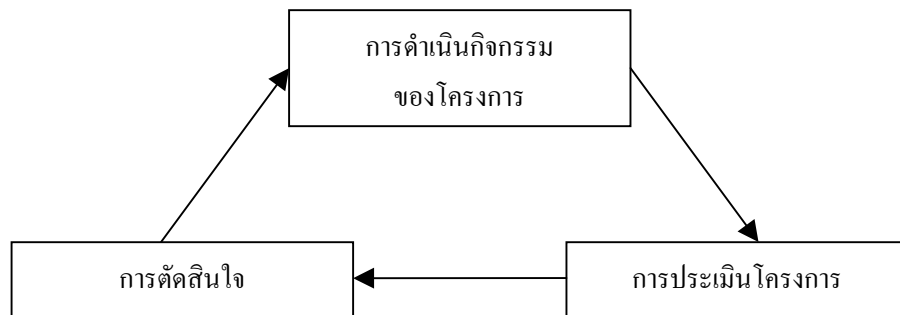 การดำเนินกิจกรรม
ของโครงการ
การตัดสินใจ
การประเมินโครงการ